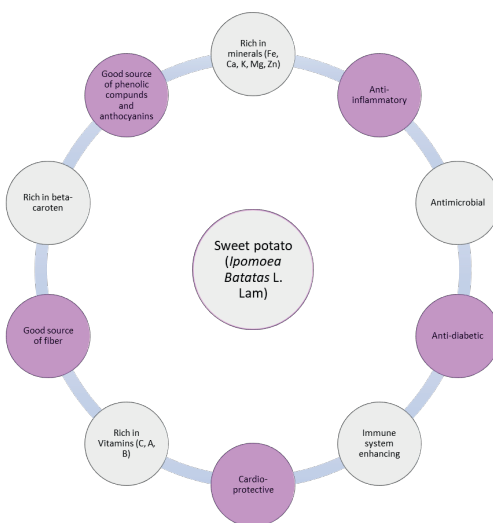 Rich in
minerals (Fe,
Ca, K, Mg, Zn)
Anti-
inflammatory
Antimicrobial
Anti-diabetic
Immune
system
enhancing
Cardio-
protective
Rich in
Vitamins (C, A,
B)
Good source
of fiber
Rich in beta-
caroten
Good source
of phenolic
compunds
and
anthocyanins
Sweet potato
(Ipomoea
Batatas L.
Lam)